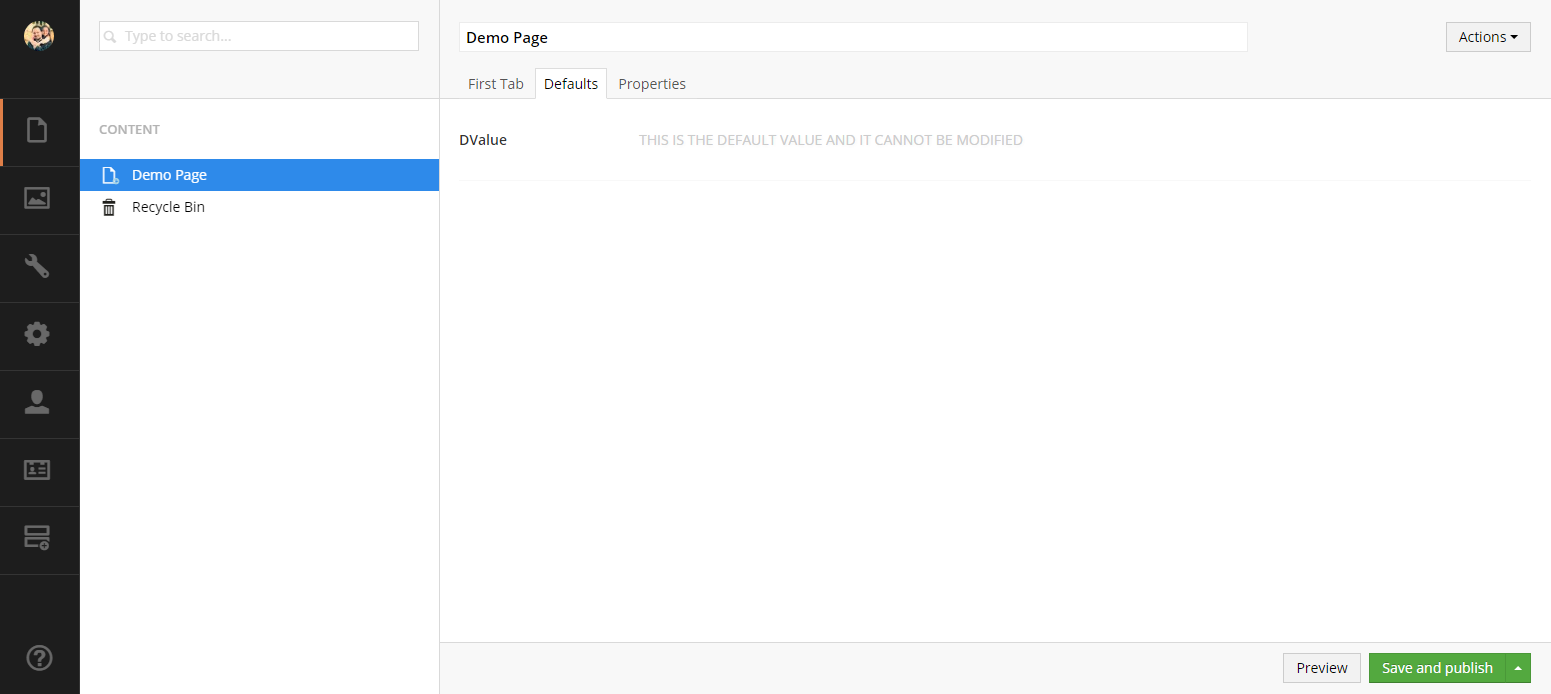 Type to search...
CONTENT
Demo Page
Recycle Bin
Demo Page
Actions
First Tab
Defaults
Properties
DValue
THIS IS THE DEFAULT VALUE AND IT CANNOT BE MODIFIED
Preview
Save and publish